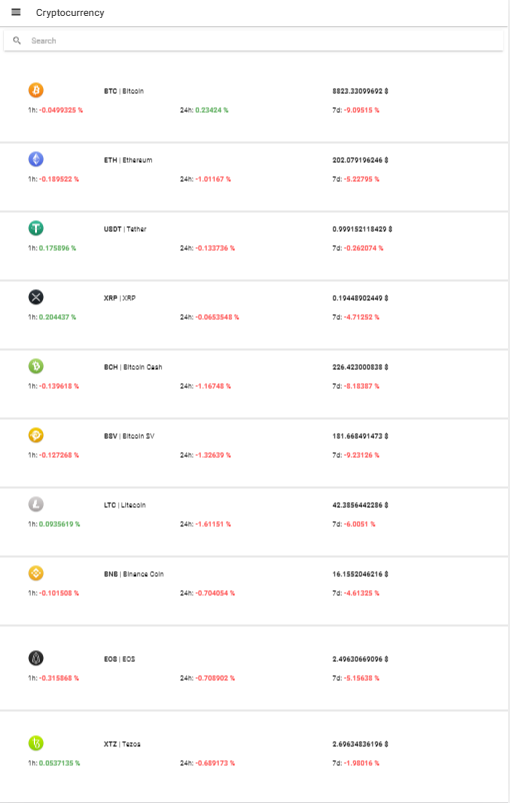 Cryptocurrency
Search
BTC | Bitcoin 8823.33099692 $
1h: -0.0499325 % 24h: 0.23424 % 7d: -9.09515 %
ETH | Ethereum 202.079196246 $
1h: -0.189522 % 24h: -1.01167 % 7d: -5.22795 %
USDT | Tether 0.999152118429 $
1h: 0.175896 % 24h: -0.133736 % 7d: -0.262074 %
XRP | XRP 0.19448902449 $
1h: 0.204437 % 24h: -0.0653548 % 7d: -4.71252 %
BCH | Bitcoin Cash 226.423000838 $
1h: -0.139618 % 24h: -1.16748 % 7d: -8.18387 %
BSV | Bitcoin SV 181.668491473 $
1h: -0.127268 % 24h: -1.32639 % 7d: -9.23126 %
LTC | Litecoin 42.3856442286 $
1h: 0.0935619 % 24h: -1.61151 % 7d: -6.0051 %
BNB | Binance Coin 16.1552046216 $
1h: -0.101508 % 24h: -0.704054 % 7d: -4.61325 %
EOS | EOS 2.49630669096 $
1h: -0.315868 % 24h: -0.708902 % 7d: -5.15638 %
XTZ | Tezos 2.69634836196 $
1h: 0.0537135 % 24h: -0.689173 % 7d: -1.98016 %